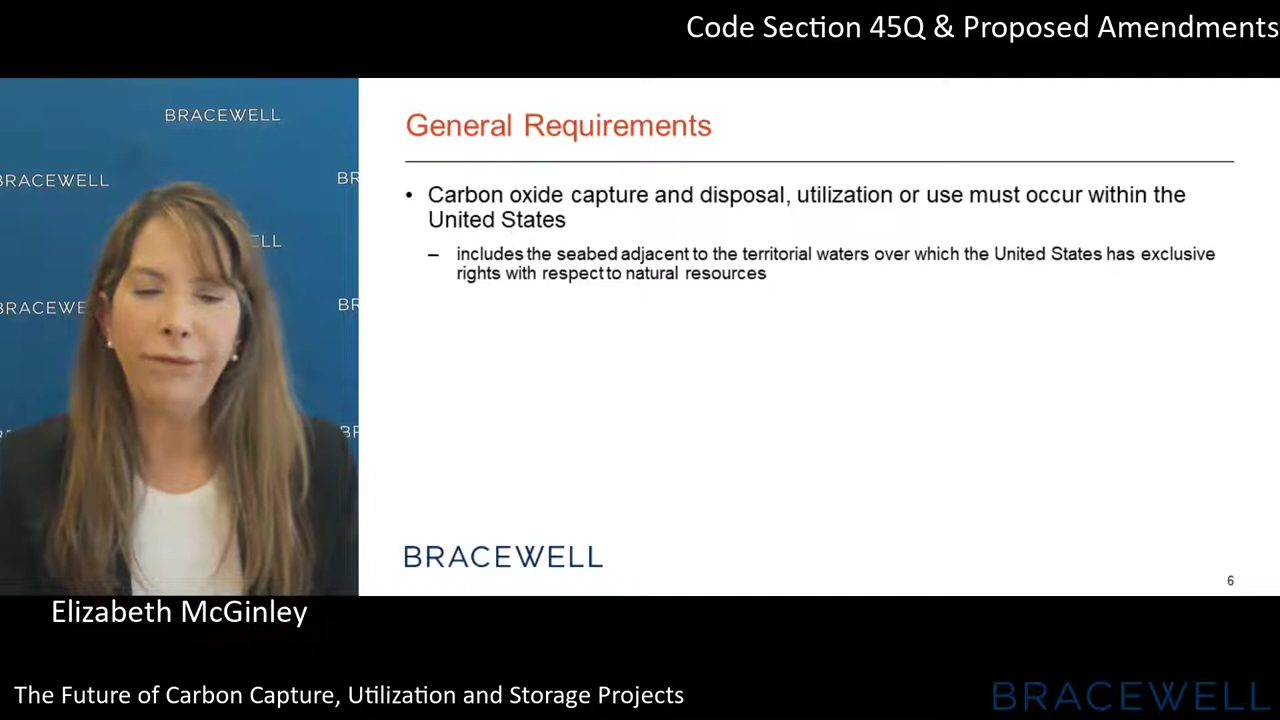 Code Section 45Q & Proposed Amendments
BRACEWELL
BRACEWELL
BR
ELL
BRACEWE
BR
BR
General Requirements
• Carbon oxide capture and disposal, utilization or use must occur within the
United States
– includes the seabed adjacent to the territorial waters over which the United States has exclusive
rights with respect to natural resources
BRACEWELL
6
Elizabeth McGinley
The Future of Carbon Capture, Utilization and Storage Projects
BRACEWELL